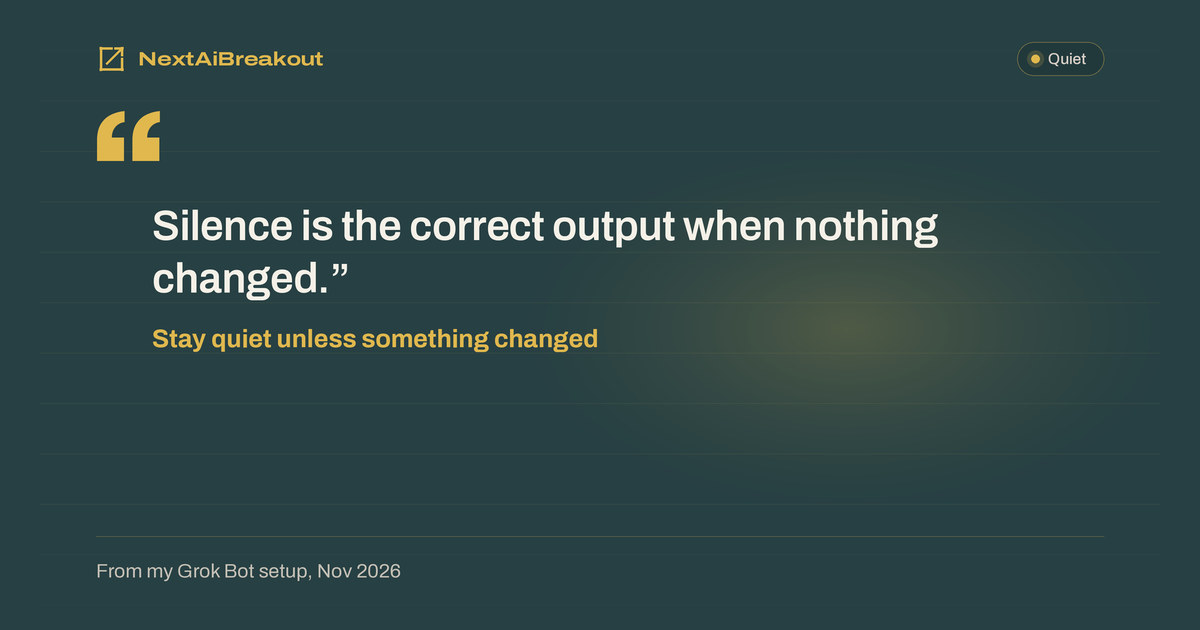 NextAiBreakout
Quiet
“
Silence is the correct output when nothing
changed.”
Stay quiet unless something changed
From my Grok Bot setup, Nov 2026